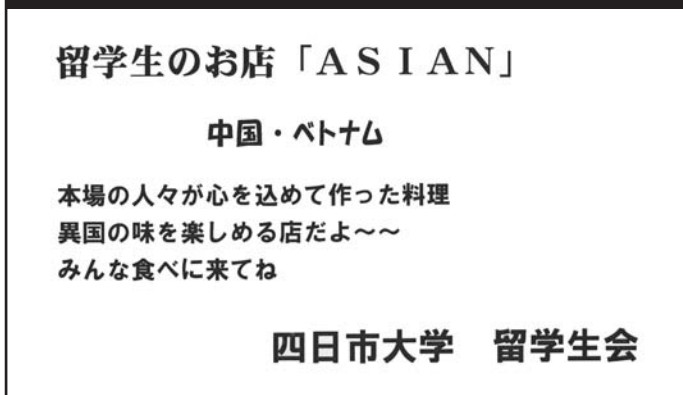 留学生のお店「ＡＳＩＡＮ」
中国・ベトナム
本場の人々が心を込めて作った料理
異国の味を楽しめる店だよ～～
みんな食べに来てね
四日市大学　留学生会